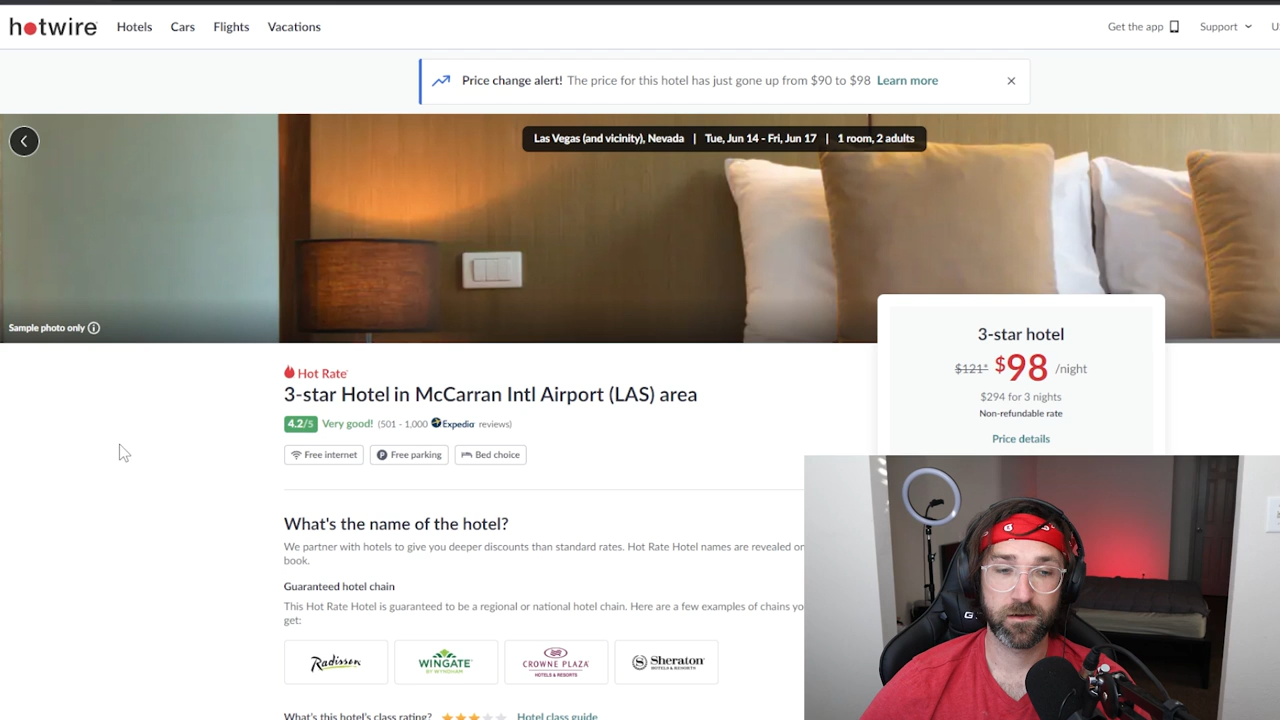 hotwire Hotels Cars Flights Vacations Get the app Support U
Price change alert! The price for this hotel has just gone up from $90 to $98 Learn more
Las Vegas (and vicinity), Nevada | Tue, Jun 14 - Fri, Jun 17 | 1 room, 2 adults
Sample photo only
3-star hotel
$121* $98 /night
$294 for 3 nights
Non-refundable rate
Price details
Hot Rate
3-star Hotel in McCarran Intl Airport (LAS) area
4.2/5 Very good! (501 - 1,000 Expedia reviews)
Free internet Free parking Bed choice
What's the name of the hotel?
We partner with hotels to give you deeper discounts than standard rates. Hot Rate Hotel names are revealed on
book.
Guaranteed hotel chain
This Hot Rate Hotel is guaranteed to be a regional or national hotel chain. Here are a few examples of chains yo
get:
Radisson WINGATE BY WYNDHAM CROWNE PLAZA HOTELS & RESORTS Sheraton HOTELS & RESORTS
What's this hotel's class rating? Hotel class guide